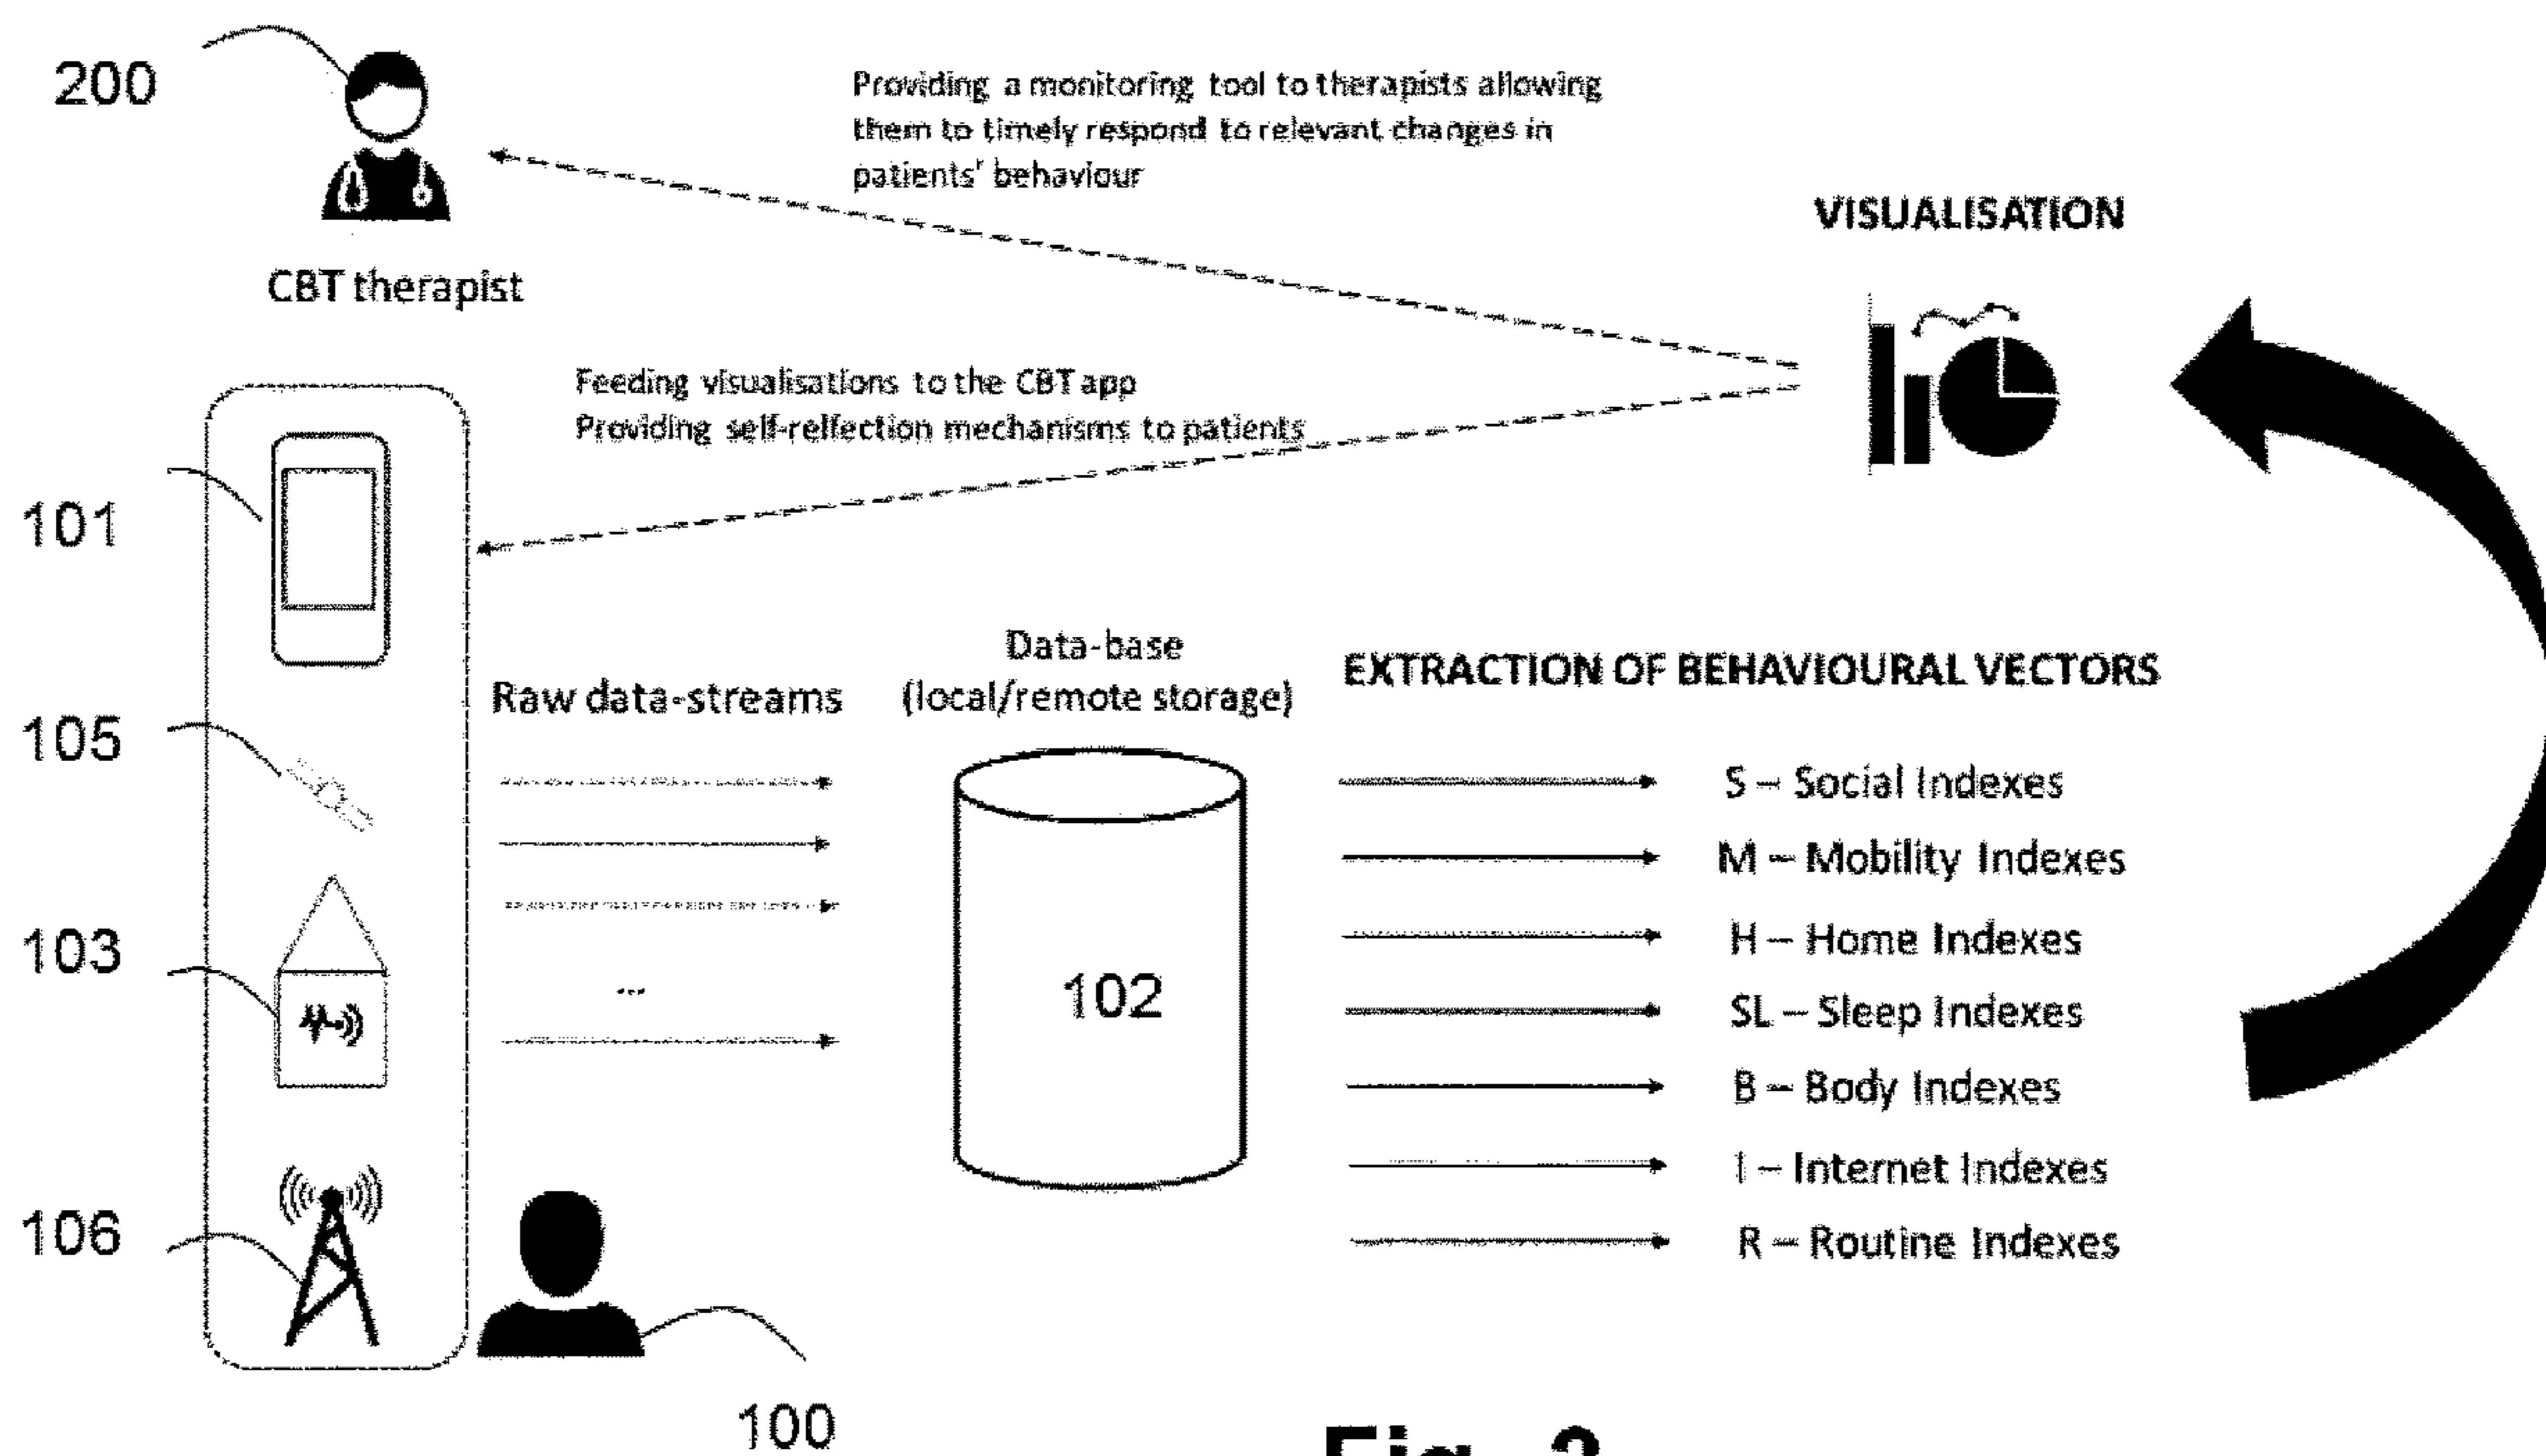 200
Providing a monitoring tool to therapists allowing
them to timely respond to relevant changes in
patients' behaviour
VISUALISATION
CBT therapist
Feeding visualisations to the CBT app
Providing self-relfection mechanisms to patients
101
Data-base
(local/remote storage)
EXTRACTION OF BEHAVIOURAL VECTORS
Raw data-streams
105
S – Social Indexes
M – Mobility Indexes
103
H – Home Indexes
...
102
SL – Sleep Indexes
B – Body Indexes
I – Internet Indexes
106
R – Routine Indexes
100